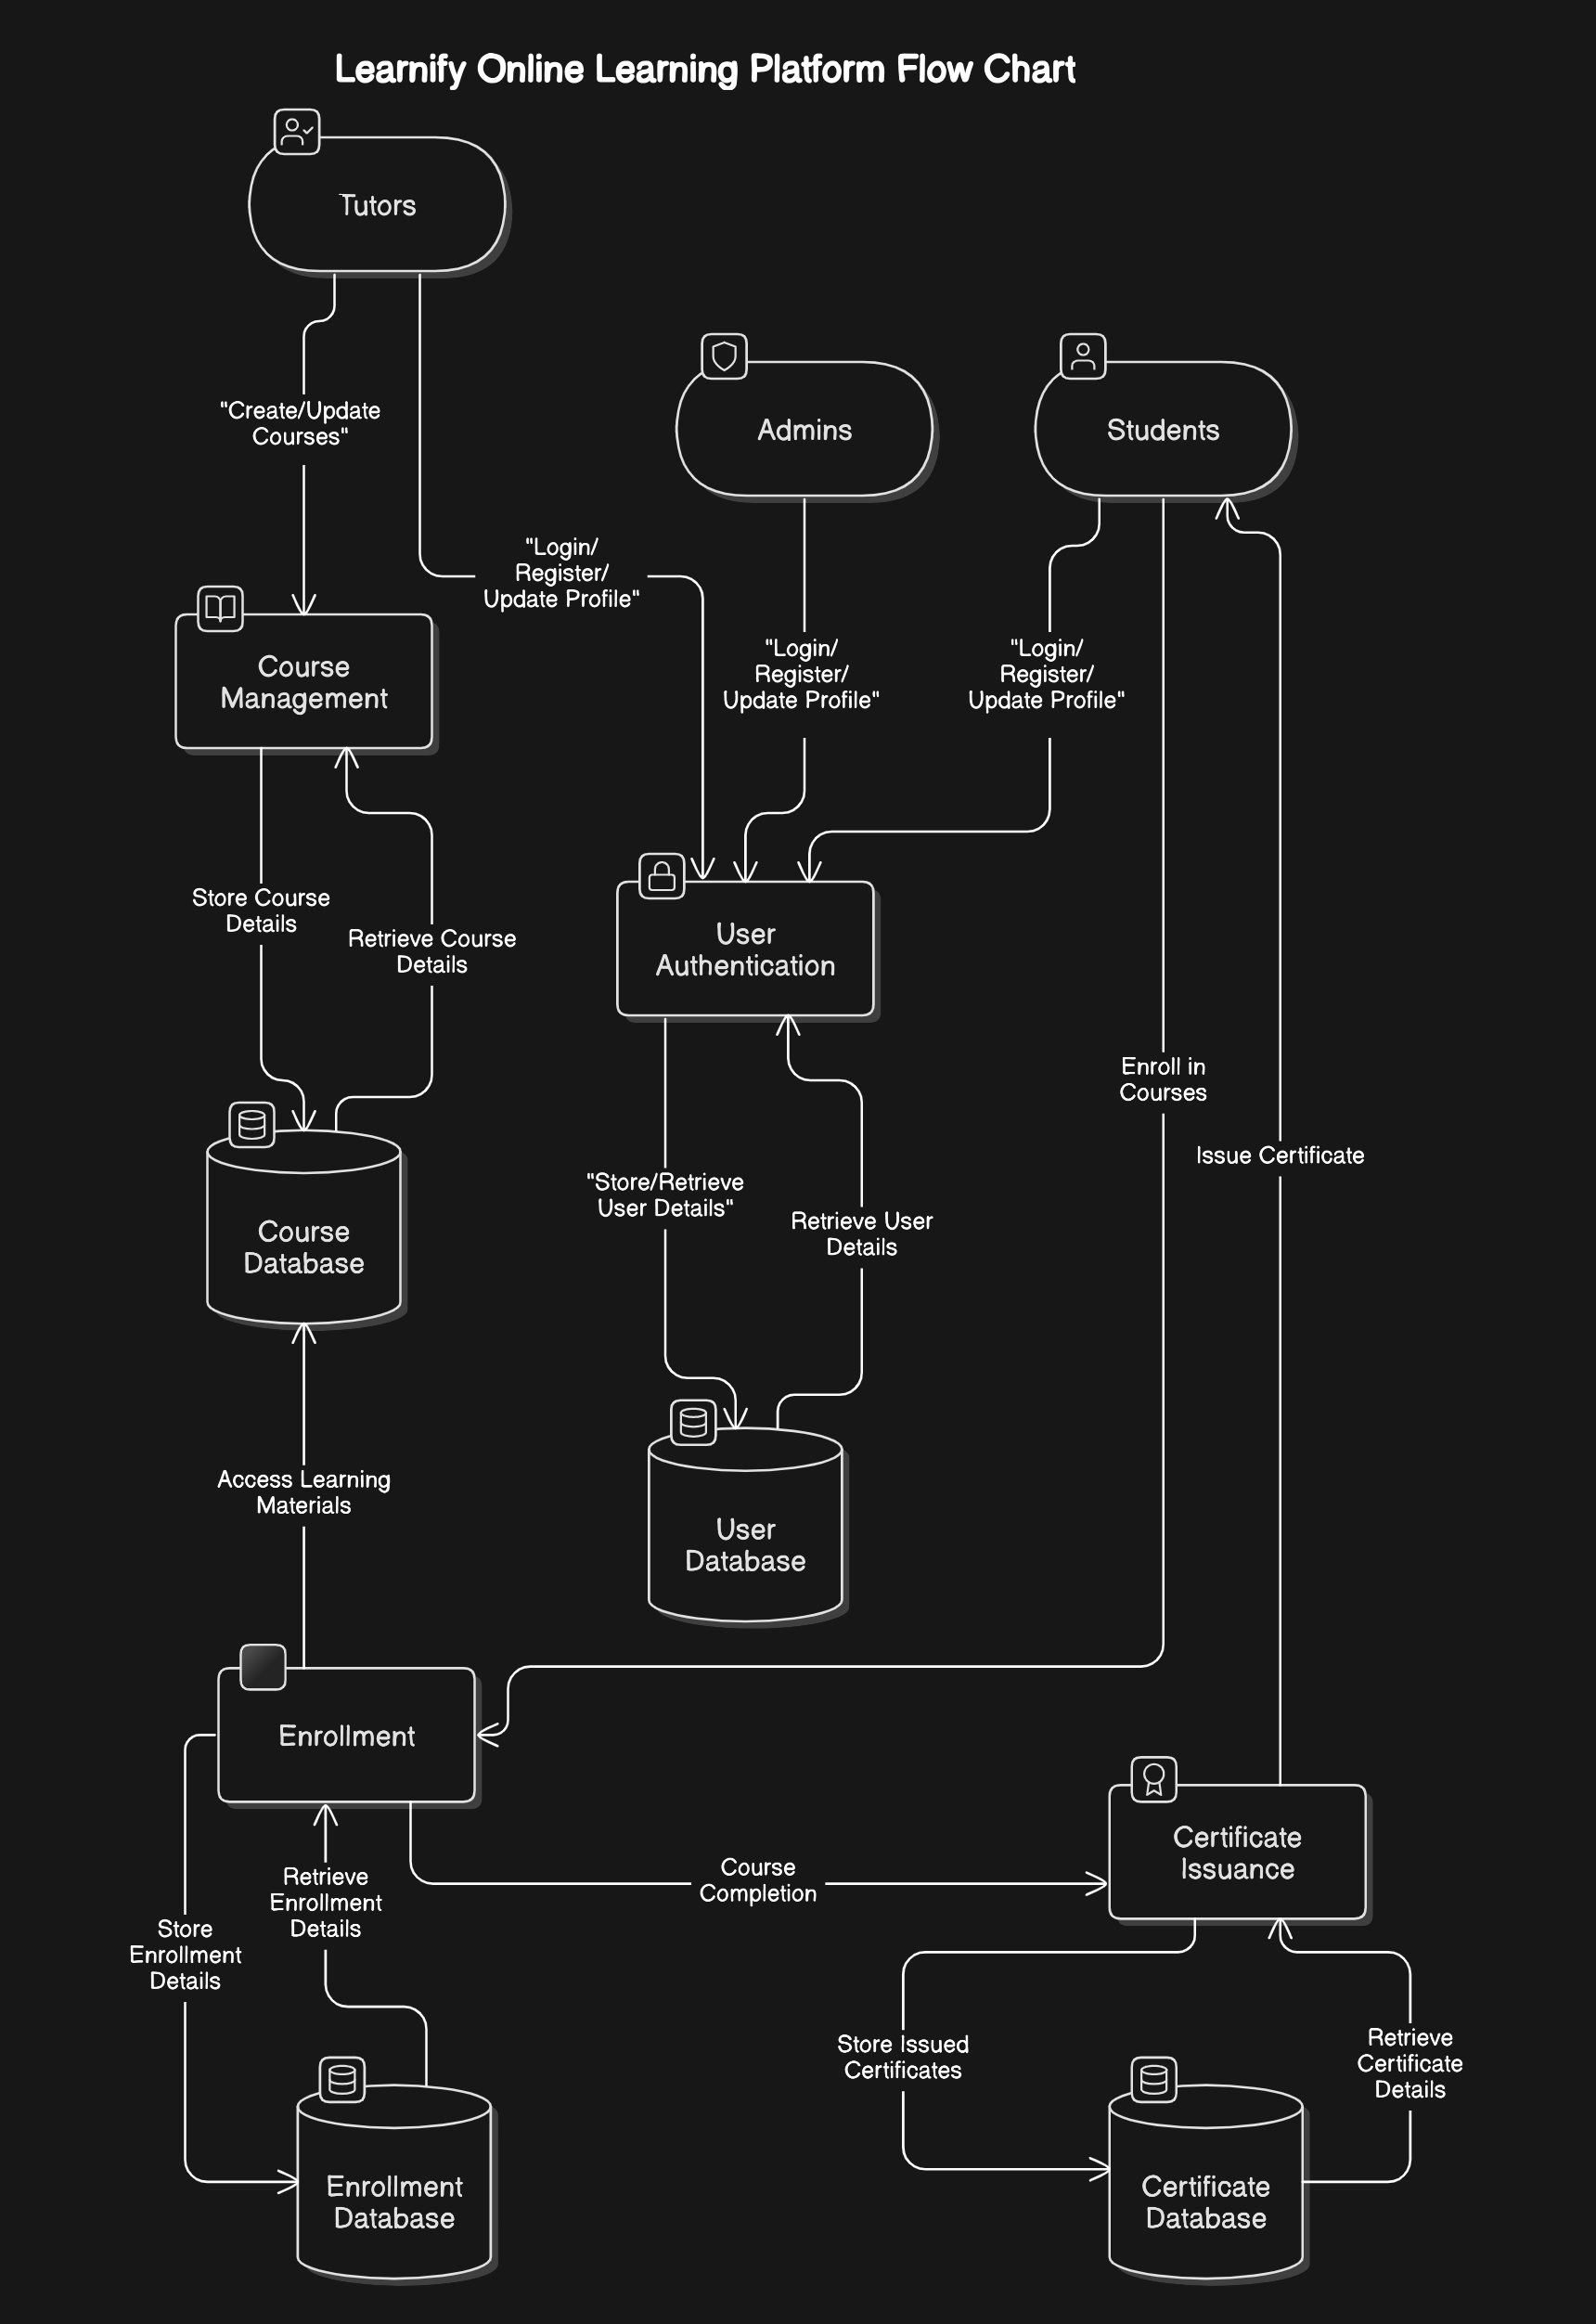 Learnify Online Learning Platform Flow Chart
Tutors
Admins
Students
"Create/Update
Courses"
"Login/
Register/
Update Profile"
"Login/
Register/
Update Profile"
"Login/
Register/
Update Profile"
Course
Management
Store Course
Details
Retrieve Course
Details
User
Authentication
Enroll in
Courses
Issue Certificate
"Store/Retrieve
User Details"
Retrieve User
Details
Course
Database
Access Learning
Materials
User
Database
Enrollment
Certificate
Issuance
Course
Completion
Retrieve
Enrollment
Details
Store
Enrollment
Details
Store Issued
Certificates
Retrieve
Certificate
Details
Enrollment
Database
Certificate
Database